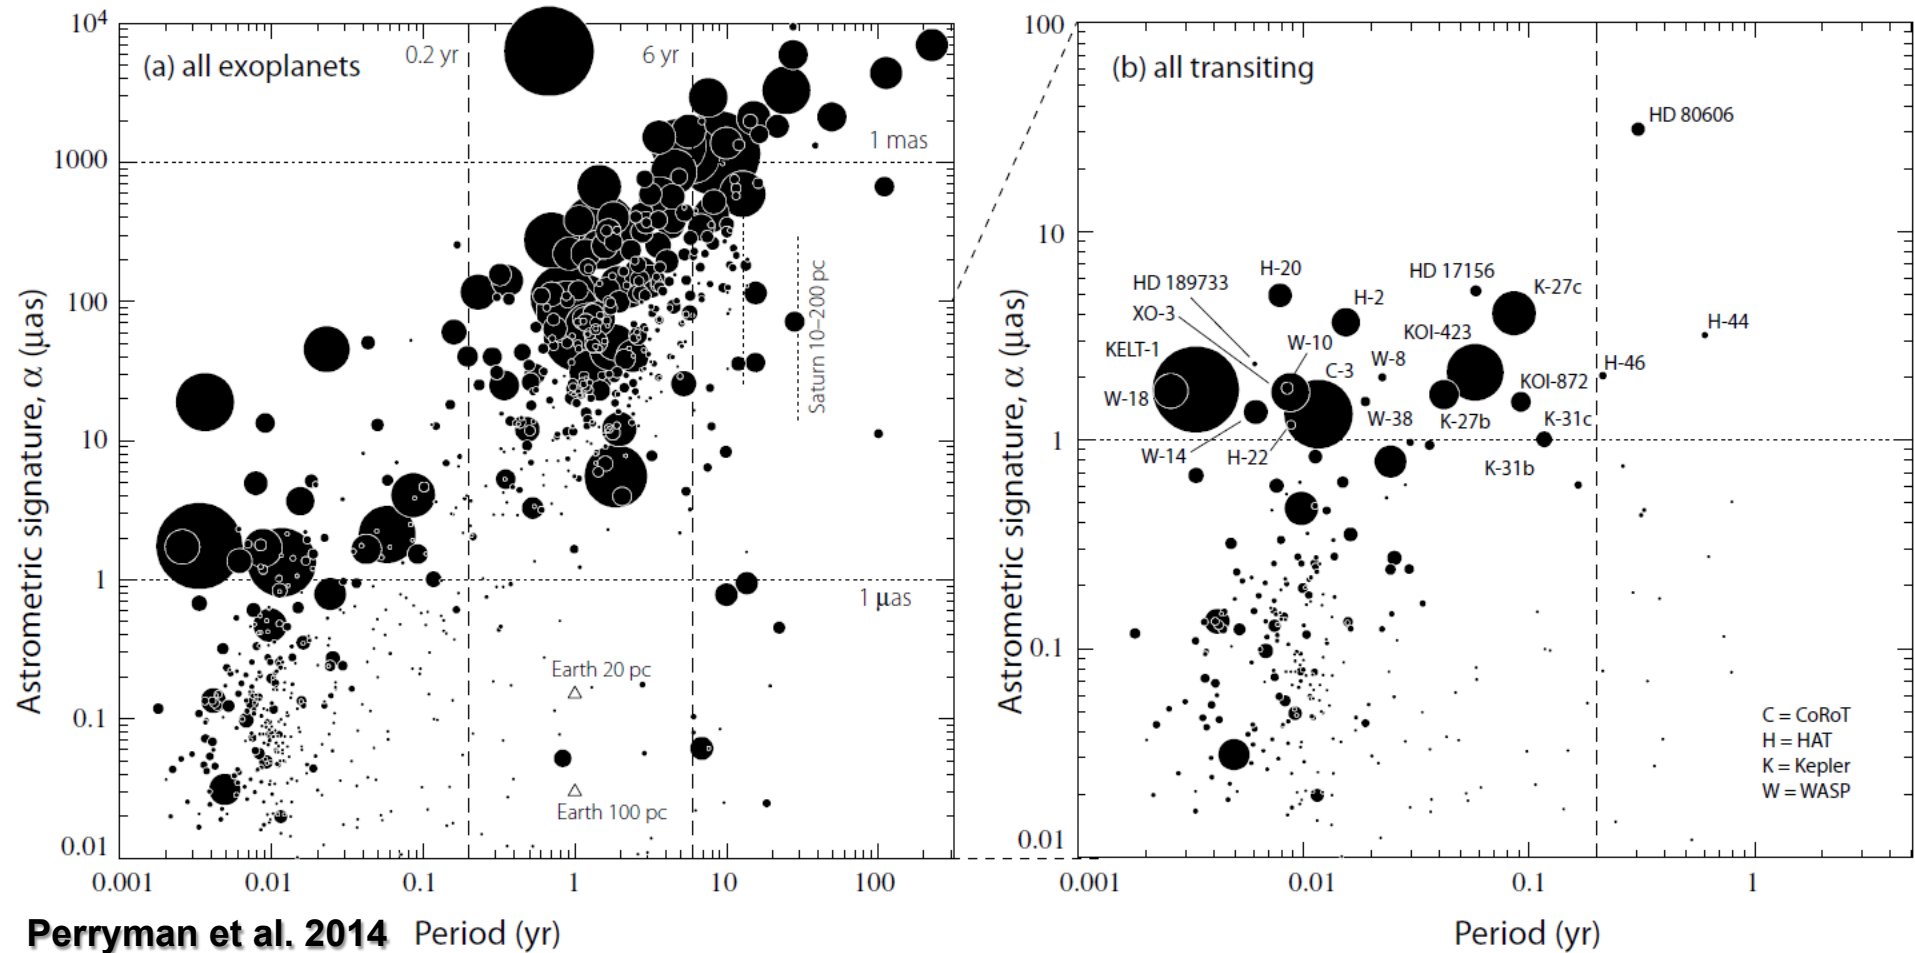 (a) all exoplanets
0.2 yr
6 yr
1 mas
Saturn 10–200 pc
1 μas
Earth 20 pc
Earth 100 pc
10⁴
1000
100
10
1
0.1
0.01
Astrometric signature, α (μas)
0.001 0.01 0.1 1 10 100
Period (yr)
Perryman et al. 2014
(b) all transiting
HD 80606
H-20
HD 17156
K-27c
HD 189733
H-2
XO-3
KOI-423
H-44
W-10
KELT-1
W-8
C-3
H-46
KOI-872
W-18
W-38
K-27b
K-31c
W-14
H-22
K-31b
C = CoRoT
H = HAT
K = Kepler
W = WASP
100
10
1
0.1
0.01
Astrometric signature, α (μas)
0.001 0.01 0.1 1
Period (yr)